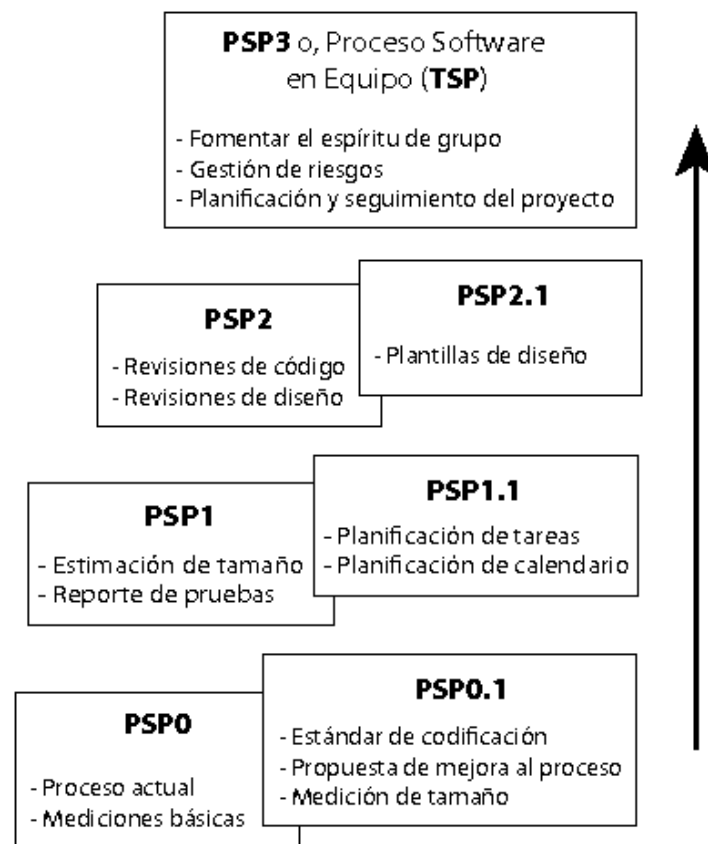 PSP3 o, Proceso Software
en Equipo (TSP)
- Fomentar el espíritu de grupo
- Gestión de riesgos
- Planificación y seguimiento del proyecto
PSP2
- Revisiones de código
- Revisiones de diseño
PSP2.1
- Plantillas de diseño
PSP1
- Estimación de tamaño
- Reporte de pruebas
PSP1.1
- Planificación de tareas
- Planificación de calendario
PSP0
- Proceso actual
- Mediciones básicas
PSP0.1
- Estándar de codificación
- Propuesta de mejora al proceso
- Medición de tamaño